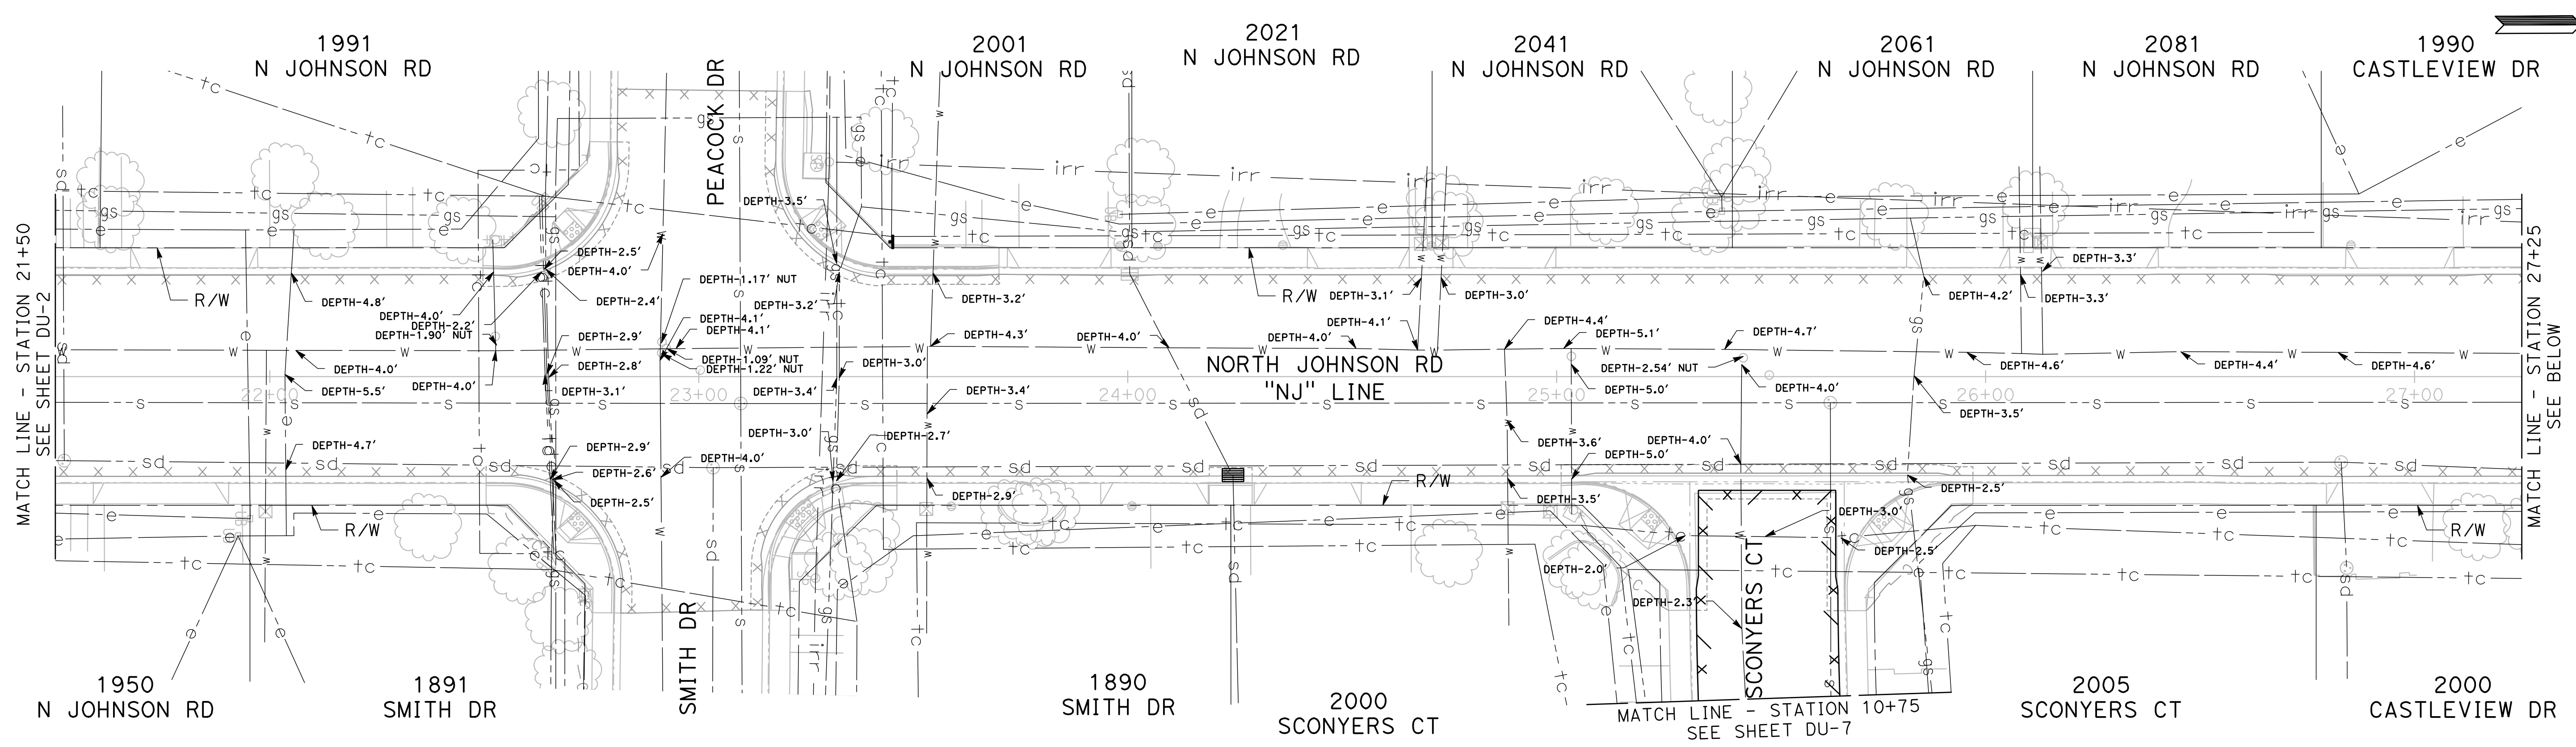 1991
N JOHNSON RD
PEACOCK DR
2001
N JOHNSON RD
2021
N JOHNSON RD
2041
N JOHNSON RD
2061
N JOHNSON RD
2081
N JOHNSON RD
1990
CASTLEVIEW DR
MATCH LINE - STATION 21+50
SEE SHEET DU-2
MATCH LINE - STATION 27+25
SEE BELOW
DEPTH-3.5'
DEPTH-2.5'
DEPTH-4.0'
DEPTH-2.4'
DEPTH-1.17' NUT
DEPTH-3.2'
DEPTH-3.2'
R/W
DEPTH-4.8'
DEPTH-4.0'
DEPTH-2.2'
DEPTH-1.90' NUT
R/W
DEPTH-3.1'
DEPTH-3.0'
DEPTH-3.3'
DEPTH-4.2'
DEPTH-3.3'
DEPTH-2.9'
DEPTH-4.1'
DEPTH-4.1'
DEPTH-4.3'
DEPTH-4.0'
DEPTH-4.0'
DEPTH-4.1'
DEPTH-4.4'
DEPTH-5.1'
DEPTH-4.7'
DEPTH-4.0'
DEPTH-2.8'
DEPTH-1.09' NUT
DEPTH-1.22' NUT
DEPTH-3.0'
NORTH JOHNSON RD
"NJ" LINE
DEPTH-2.54' NUT
DEPTH-4.6'
DEPTH-4.4'
DEPTH-4.6'
DEPTH-5.5'
DEPTH-4.0'
DEPTH-3.1'
DEPTH-3.4'
DEPTH-3.4'
DEPTH-5.0'
DEPTH-4.0'
DEPTH-3.5'
22+00
23+00
24+00
25+00
26+00
27+00
DEPTH-4.7'
DEPTH-2.9'
DEPTH-3.0'
DEPTH-2.7'
DEPTH-3.6'
DEPTH-4.0'
DEPTH-2.6'
DEPTH-4.0'
DEPTH-5.0'
DEPTH-2.5'
DEPTH-2.9'
R/W
DEPTH-3.5'
DEPTH-2.5'
R/W
DEPTH-3.0'
R/W
DEPTH-2.5'
DEPTH-2.0'
DEPTH-2.3'
SMITH DR
SCONYERS CT
1950
N JOHNSON RD
1891
SMITH DR
1890
SMITH DR
2000
SCONYERS CT
MATCH LINE - STATION 10+75
SEE SHEET DU-7
2005
SCONYERS CT
2000
CASTLEVIEW DR